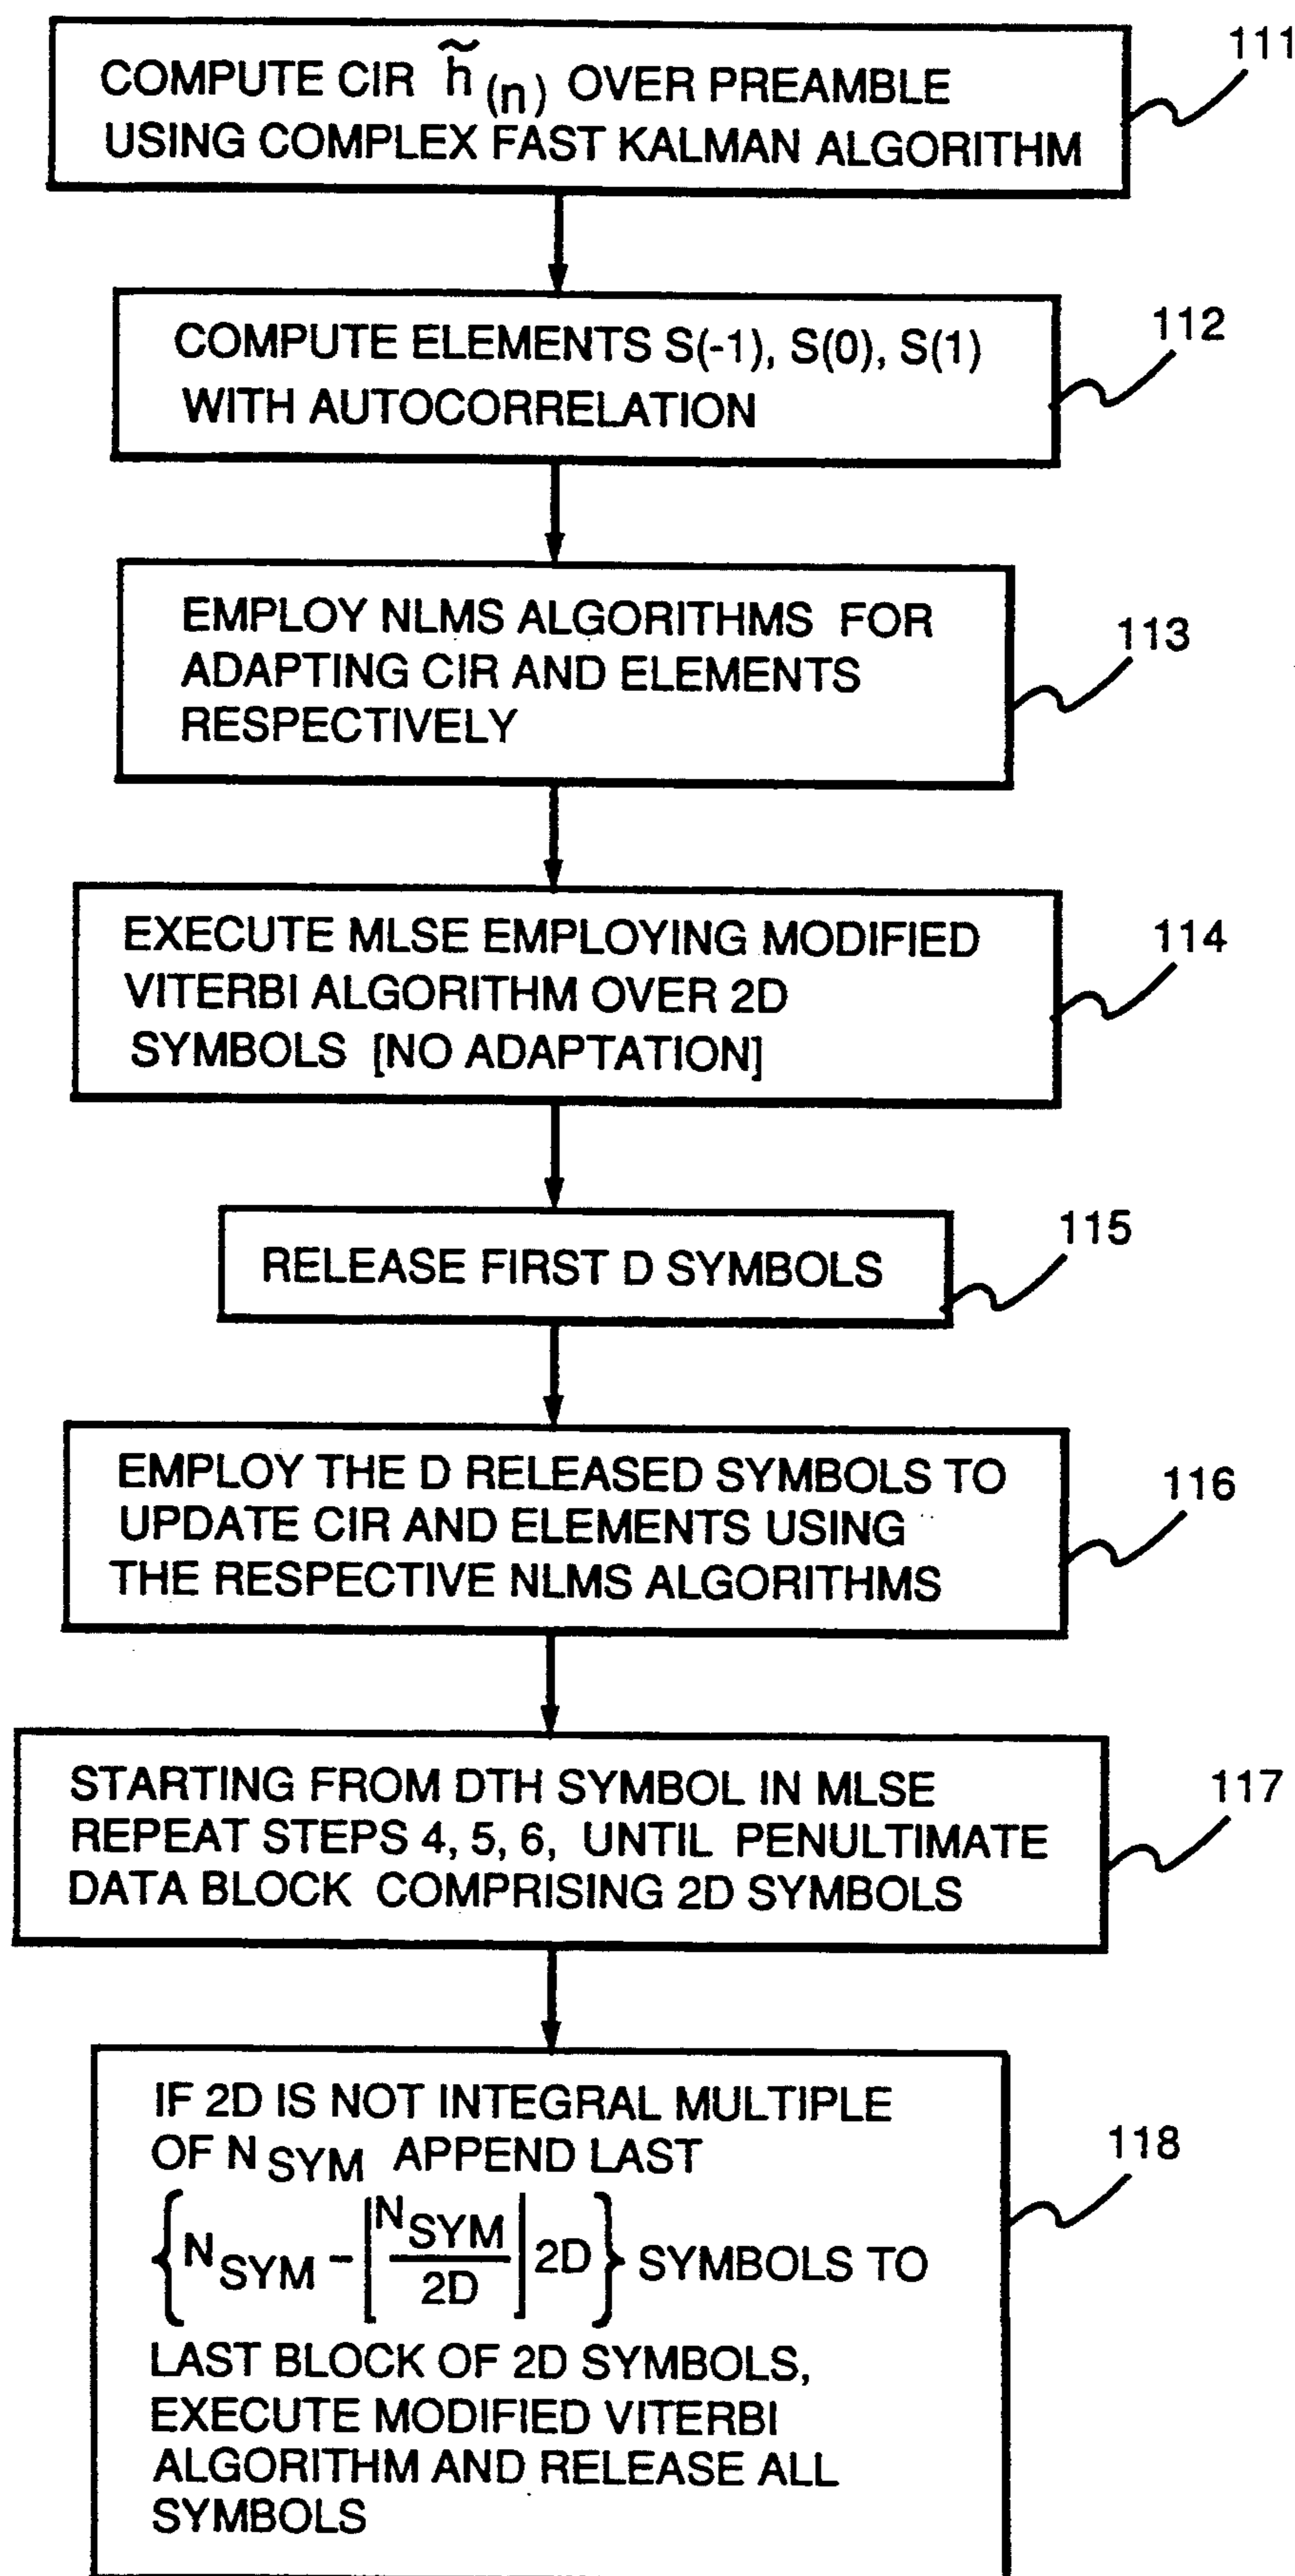 COMPUTE CIR h̃(n) OVER PREAMBLE
USING COMPLEX FAST KALMAN ALGORITHM
111
COMPUTE ELEMENTS S(-1), S(0), S(1)
WITH AUTOCORRELATION
112
EMPLOY NLMS ALGORITHMS FOR
ADAPTING CIR AND ELEMENTS
RESPECTIVELY
113
EXECUTE MLSE EMPLOYING MODIFIED
VITERBI ALGORITHM OVER 2D
SYMBOLS [NO ADAPTATION]
114
RELEASE FIRST D SYMBOLS
115
EMPLOY THE D RELEASED SYMBOLS TO
UPDATE CIR AND ELEMENTS USING
THE RESPECTIVE NLMS ALGORITHMS
116
STARTING FROM DTH SYMBOL IN MLSE
REPEAT STEPS 4, 5, 6, UNTIL PENULTIMATE
DATA BLOCK COMPRISING 2D SYMBOLS
117
IF 2D IS NOT INTEGRAL MULTIPLE
OF N SYM APPEND LAST
{N SYM - ⌊N SYM / 2D⌋ 2D} SYMBOLS TO
LAST BLOCK OF 2D SYMBOLS,
EXECUTE MODIFIED VITERBI
ALGORITHM AND RELEASE ALL
SYMBOLS
118